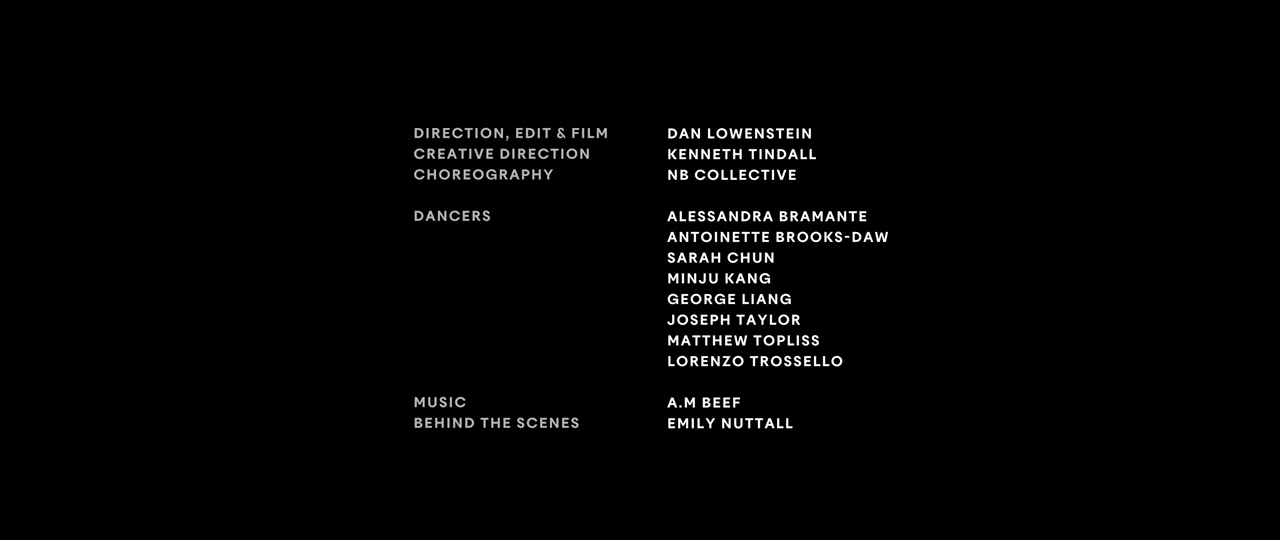 DIRECTION, EDIT & FILM DAN LOWENSTEIN
CREATIVE DIRECTION KENNETH TINDALL
CHOREOGRAPHY NB COLLECTIVE
DANCERS ALESSANDRA BRAMANTE
ANTOINETTE BROOKS-DAW
SARAH CHUN
MINJU KANG
GEORGE LIANG
JOSEPH TAYLOR
MATTHEW TOPLISS
LORENZO TROSSELLO
MUSIC A.M BEEF
BEHIND THE SCENES EMILY NUTTALL